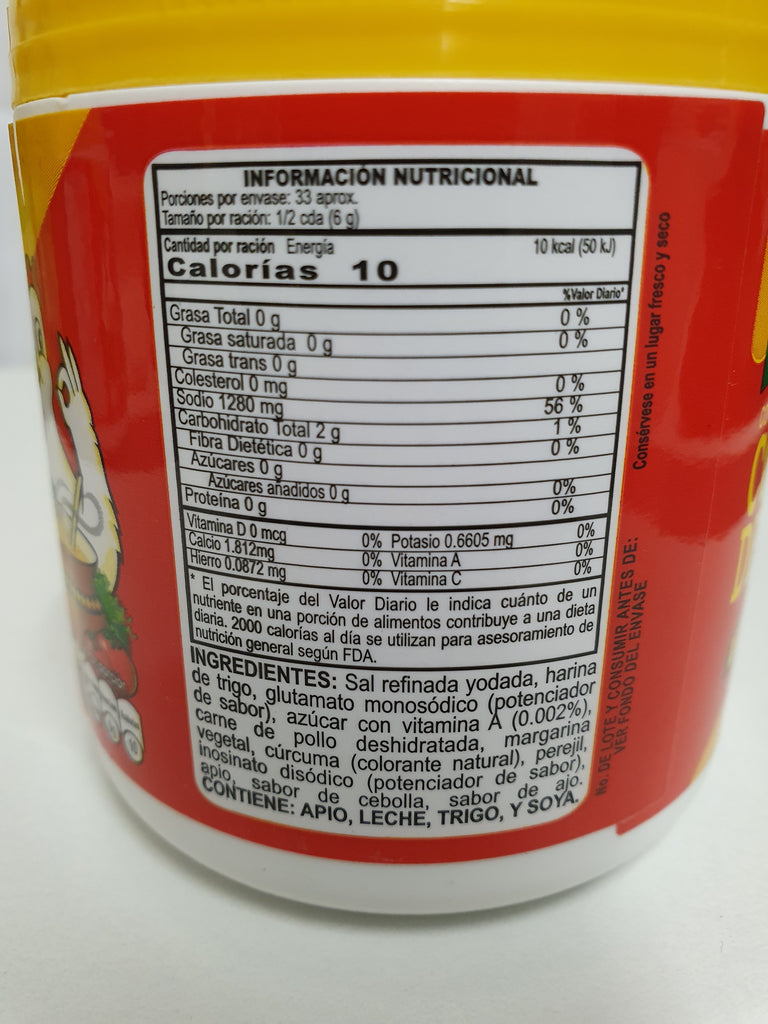 INFORMACIÓN NUTRICIONAL
Porciones por envase: 33 aprox.
Tamaño por ración: 1/2 cda (6 g)
Cantidad por ración Energía 10 kcal (50 kJ)
Calorías 10
%Valor Diario*
Grasa Total 0 g 0 %
Grasa saturada 0 g 0 %
Grasa trans 0 g
Colesterol 0 mg 0 %
Sodio 1280 mg 56 %
Carbohidrato Total 2 g 1 %
Fibra Dietética 0 g 0 %
Azúcares 0 g
Azúcares añadidos 0 g 0%
Proteína 0 g 0%
Vitamina D 0 mcg 0% Potasio 0.6605 mg 0%
Calcio 1.812mg 0% Vitamina A 0%
Hierro 0.0872 mg 0% Vitamina C 0%
* El porcentaje del Valor Diario le indica cuánto de un
nutriente en una porción de alimentos contribuye a una dieta
diaria. 2000 calorías al día se utilizan para asesoramiento de
nutrición general según FDA.
INGREDIENTES: Sal refinada yodada, harina
de trigo, glutamato monosódico (potenciador
de sabor), azúcar con vitamina A (0.002%),
carne de pollo deshidratada, margarina
vegetal, cúrcuma (colorante natural), perejil,
inosinato disódico (potenciador de sabor),
apio, sabor de cebolla, sabor de ajo.
CONTIENE: APIO, LECHE, TRIGO, Y SOYA.
Consérvese en un lugar fresco y seco
No. DE LOTE Y CONSUMIR ANTES DE:
VER FONDO DEL ENVASE